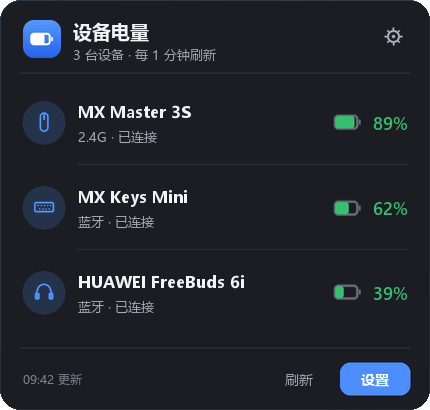 设备电量
3 台设备 · 每 1 分钟刷新
MX Master 3S
2.4G · 已连接
89%
MX Keys Mini
蓝牙 · 已连接
62%
HUAWEI FreeBuds 6i
蓝牙 · 已连接
39%
09:42 更新
刷新
设置